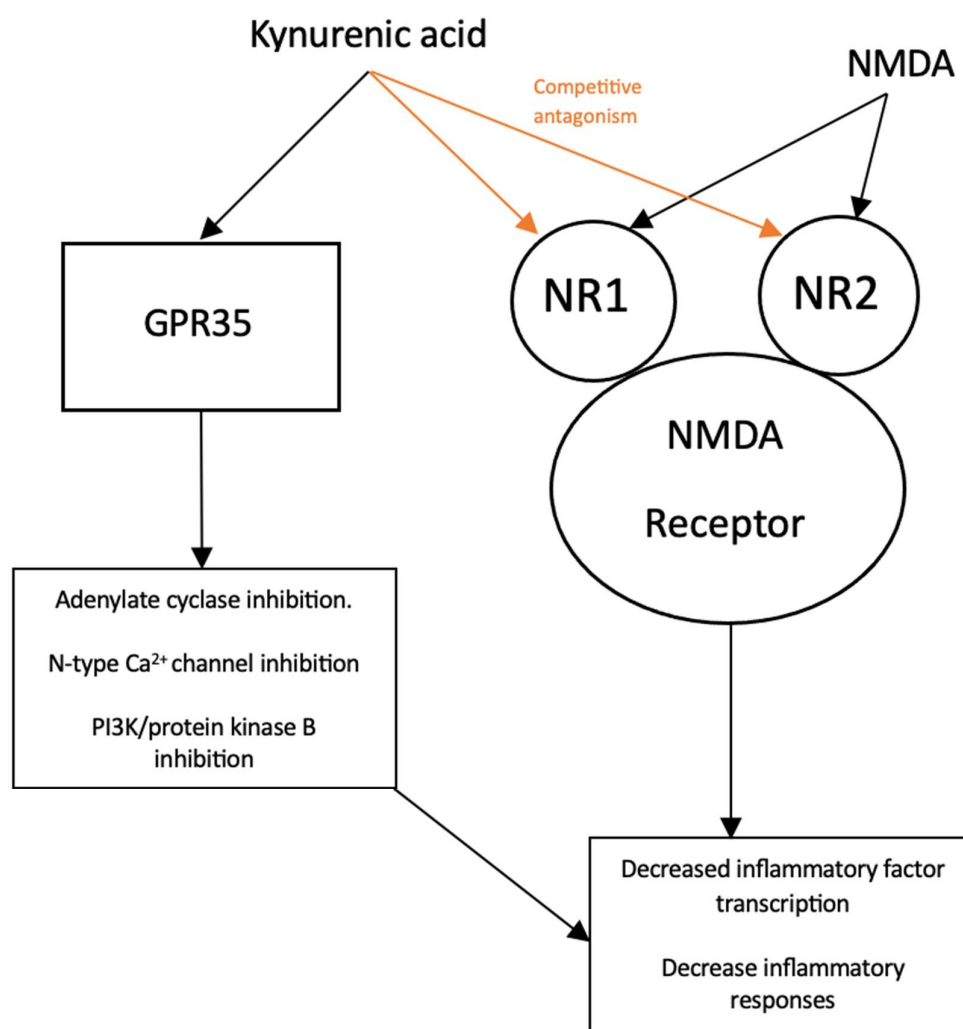 Kynurenic acid
NMDA
Competitive
antagonism
GPR35
NR1
NR2
NMDA
Receptor
Adenylate cyclase inhibition.
N-type Ca²⁺ channel inhibition
PI3K/protein kinase B
inhibition
Decreased inflammatory factor
transcription
Decrease inflammatory
responses